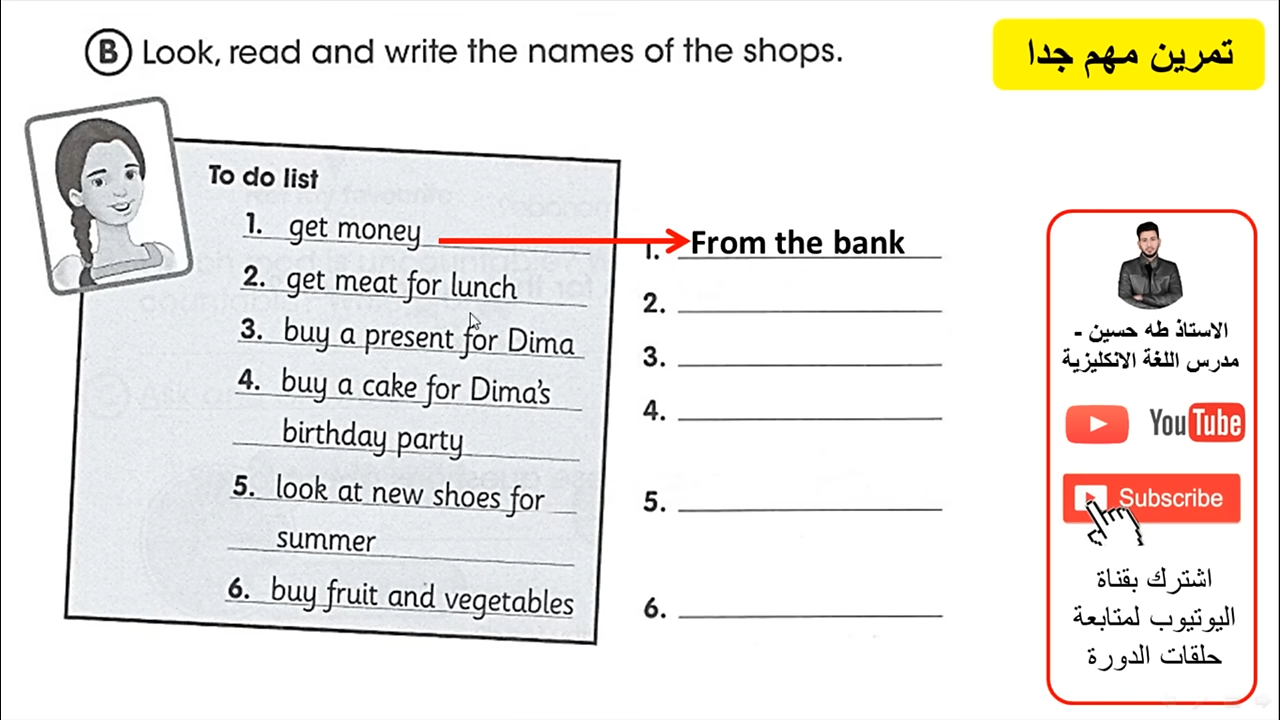 B Look, read and write the names of the shops.
تمرين مهم جدا
To do list
1. get money
2. get meat for lunch
3. buy a present for Dima
4. buy a cake for Dima's
birthday party
5. look at new shoes for
summer
6. buy fruit and vegetables
1. From the bank
2.
3.
4.
5.
6.
الاستاذ طه حسين -
مدرس اللغة الانكليزية
YouTube
Subscribe
اشترك بقناة
اليوتيوب لمتابعة
حلقات الدورة